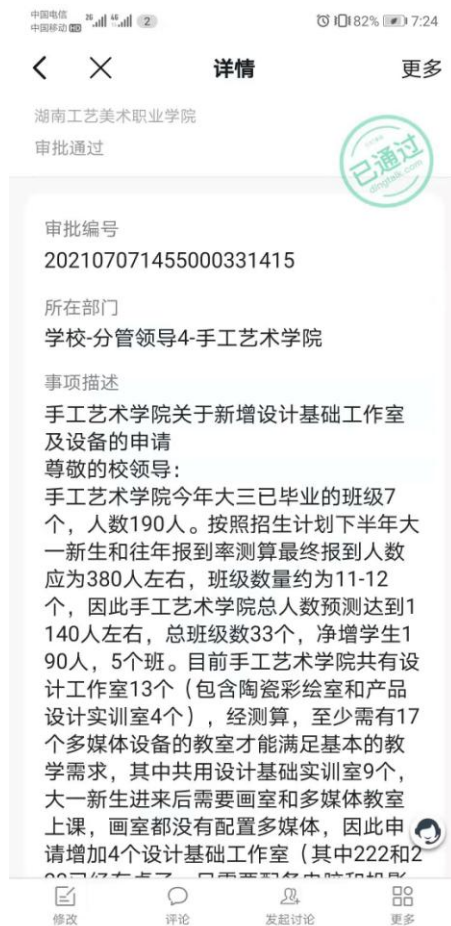 中国电信
中国移动 HD 2G 4G 2 82% 7:24
详情 更多
湖南工艺美术职业学院
审批通过
已通过
dingtalk.com
审批编号
202107071455000331415
所在部门
学校-分管领导4-手工艺术学院
事项描述
手工艺术学院关于新增设计基础工作室
及设备的申请
尊敬的校领导：
手工艺术学院今年大三已毕业的班级7
个，人数190人。按照招生计划下半年大
一新生和往年报到率测算最终报到人数
应为380人左右，班级数量约为11-12
个，因此手工艺术学院总人数预测达到1
140人左右，总班级数33个，净增学生1
90人，5个班。目前手工艺术学院共有设
计工作室13个（包含陶瓷彩绘室和产品
设计实训室4个），经测算，至少需有17
个多媒体设备的教室才能满足基本的教
学需求，其中共用设计基础实训室9个，
大一新生进来后需要画室和多媒体教室
上课，画室都没有配置多媒体，因此申
请增加4个设计基础工作室（其中222和2
修改 评论 发起讨论 更多